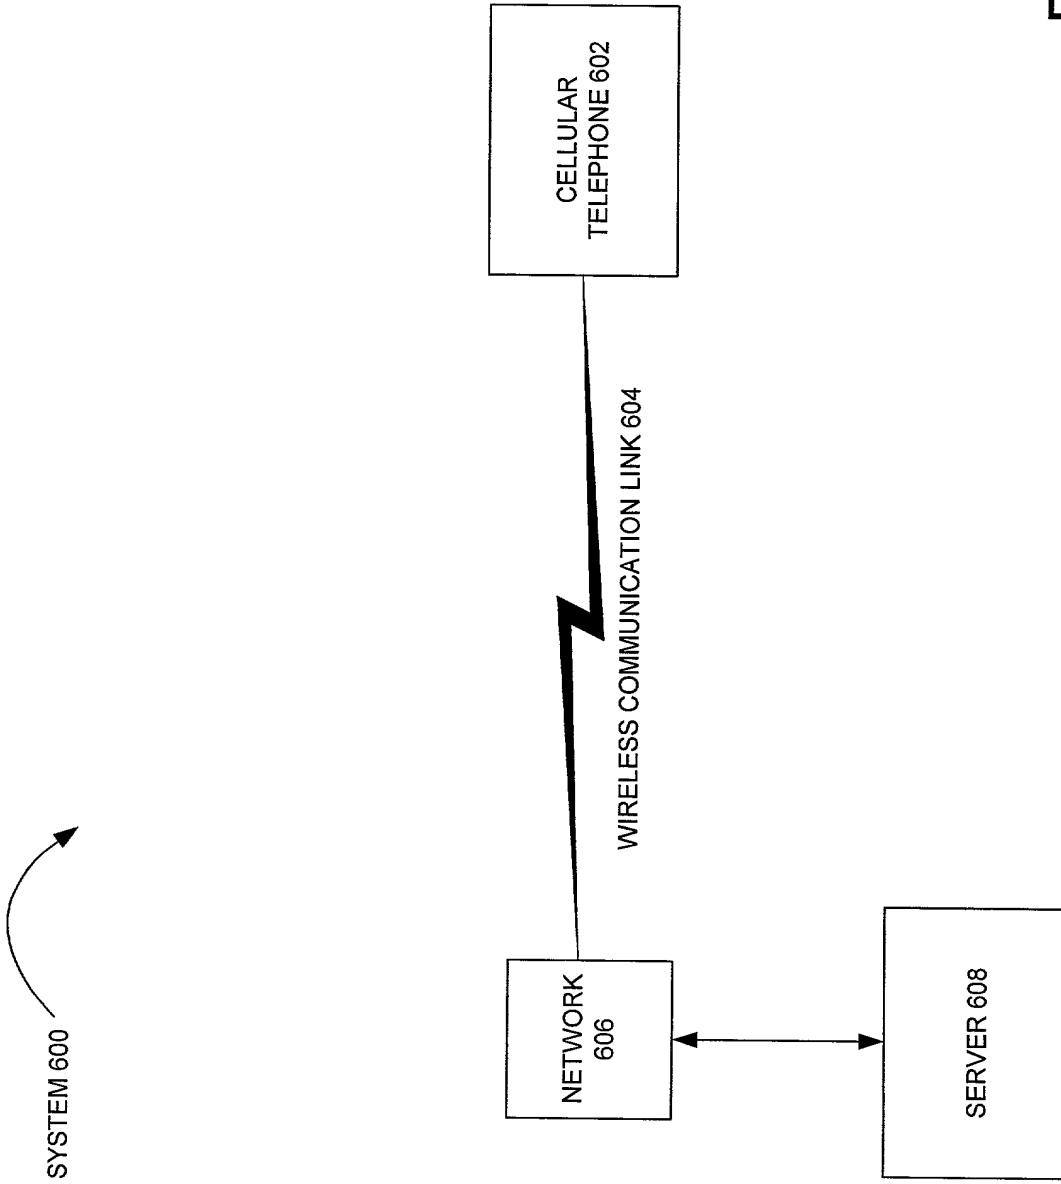 SYSTEM 600
NETWORK
606
WIRELESS COMMUNICATION LINK 604
CELLULAR
TELEPHONE 602
SERVER 608